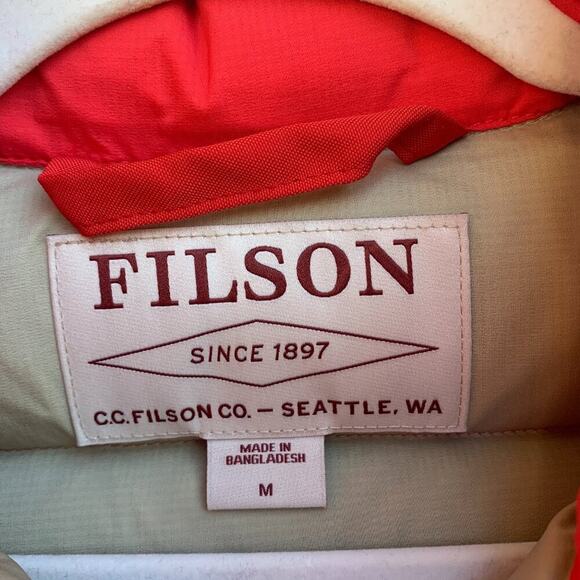 FILSON
SINCE 1897
C.C. FILSON CO. – SEATTLE, WA
MADE IN
BANGLADESH
M